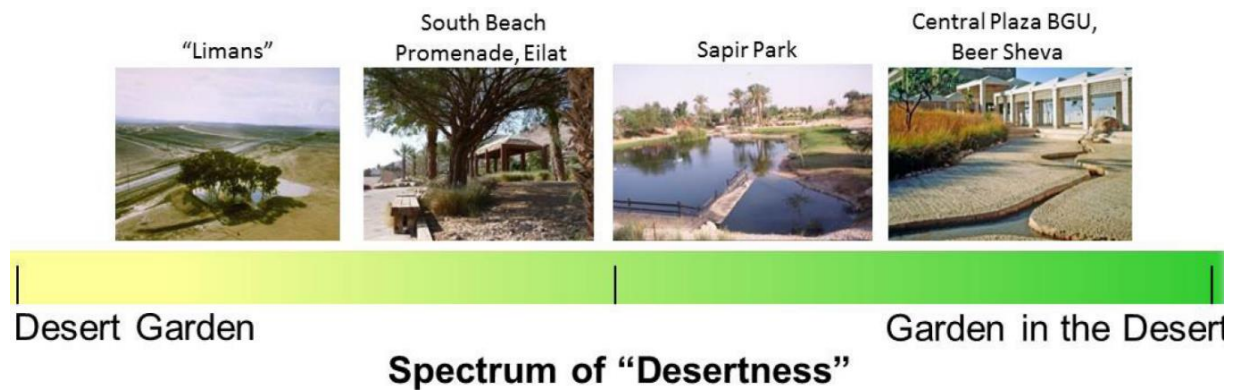 “Limans”
South Beach
Promenade, Eilat
Sapir Park
Central Plaza BGU,
Beer Sheva
Desert Garden
Garden in the Desert
Spectrum of “Desertness”